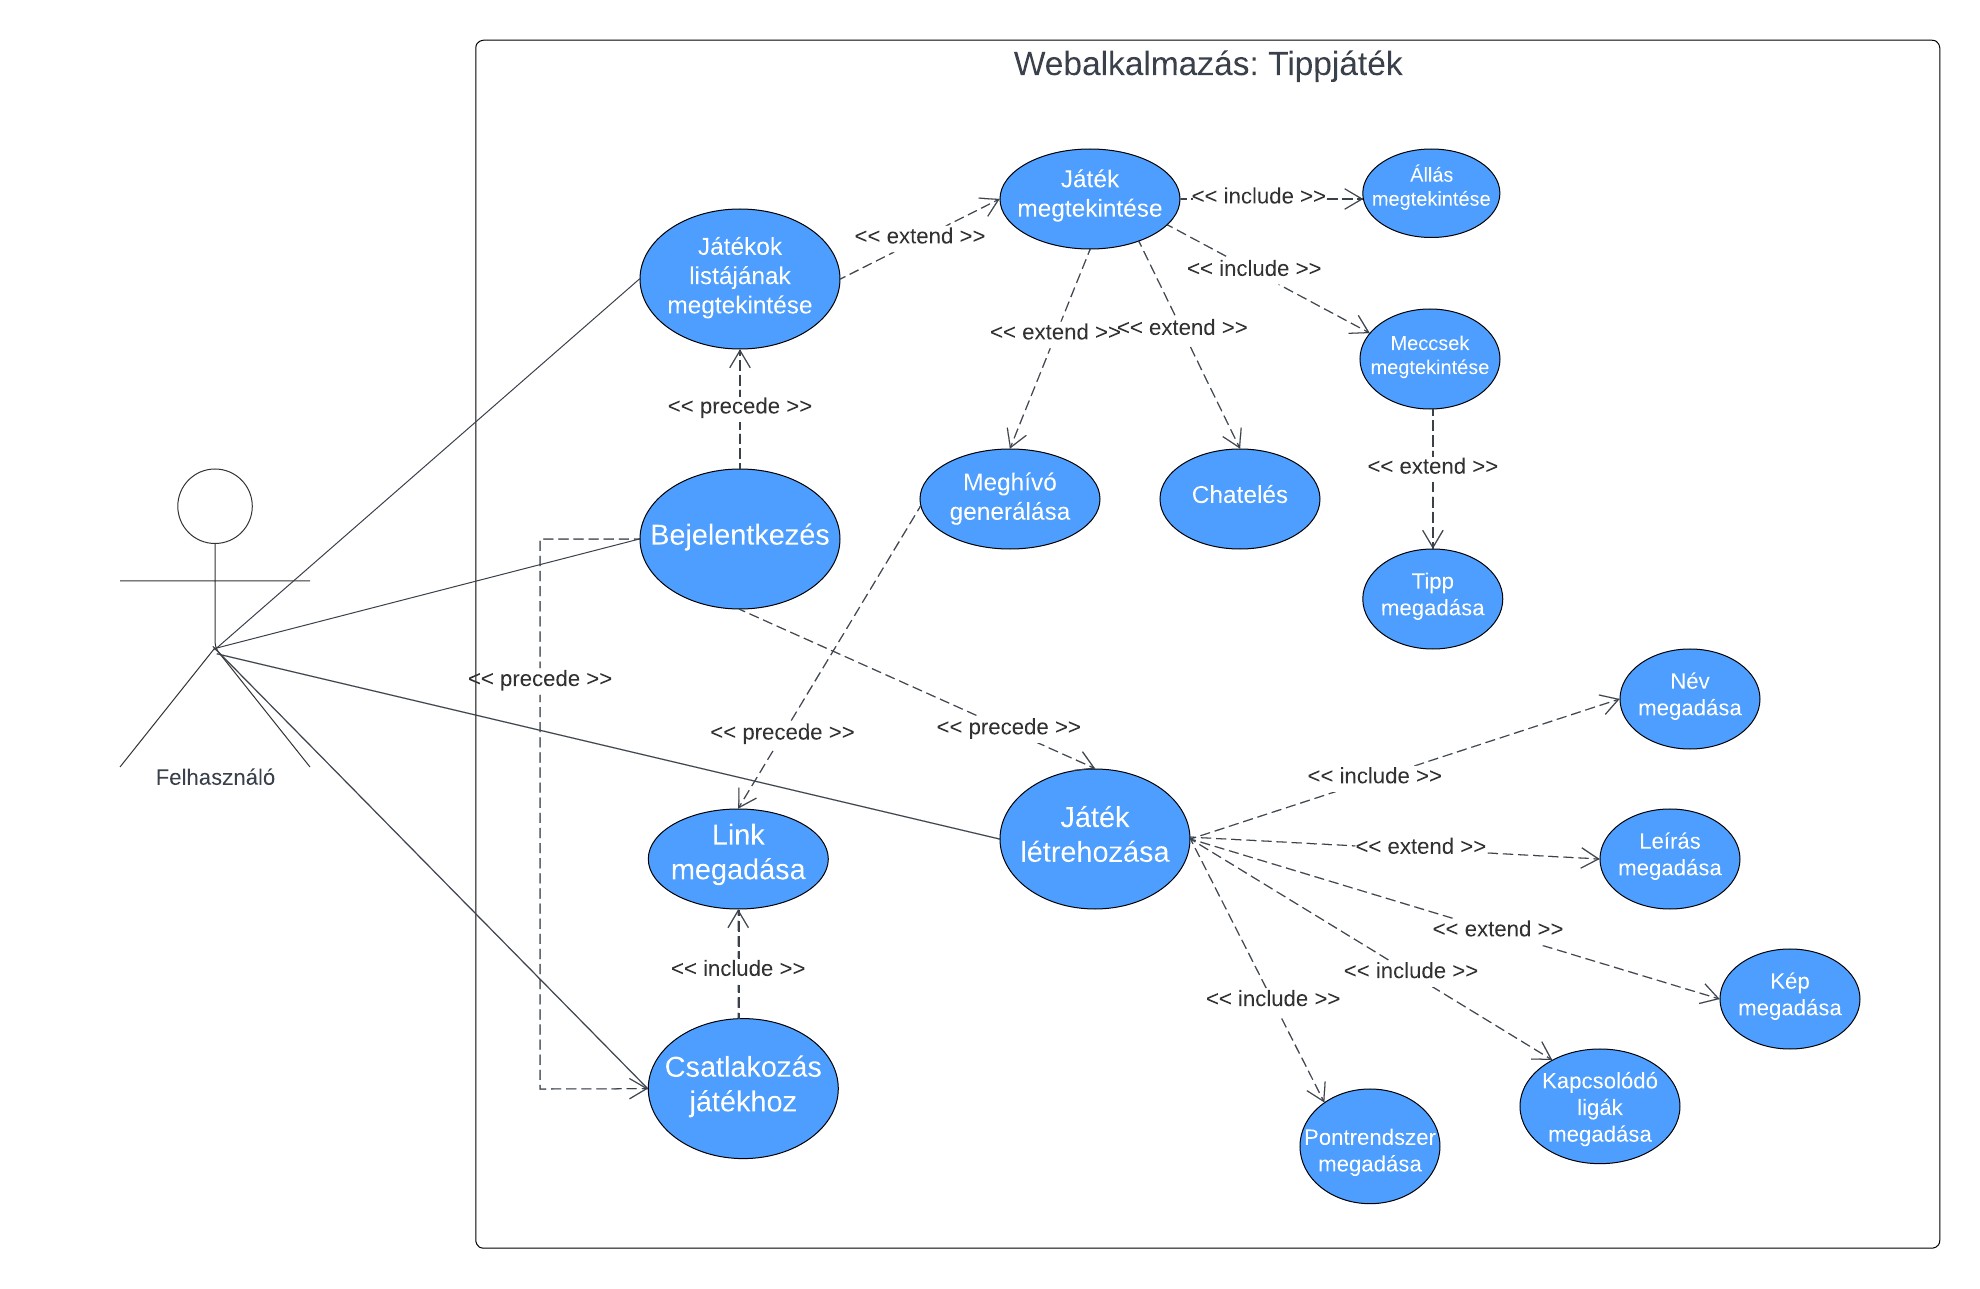 Webalkalmazás: Tippjáték
Játék
megtekintése
<< include >>
Állás
megtekintése
Játékok
listájának
megtekintése
<< extend >>
<< include >>
<< extend >>
<< extend >>
Meccsek
megtekintése
<< precede >>
<< extend >>
Bejelentkezés
Meghívó
generálása
Chatelés
Tipp
megadása
<< precede >>
<< precede >>
<< precede >>
Felhasználó
Név
megadása
<< include >>
Link
megadása
Játék
létrehozása
<< extend >>
Leírás
megadása
<< extend >>
<< include >>
<< include >>
<< include >>
Kép
megadása
Csatlakozás
játékhoz
Kapcsolódó
ligák
megadása
Pontrendszer
megadása